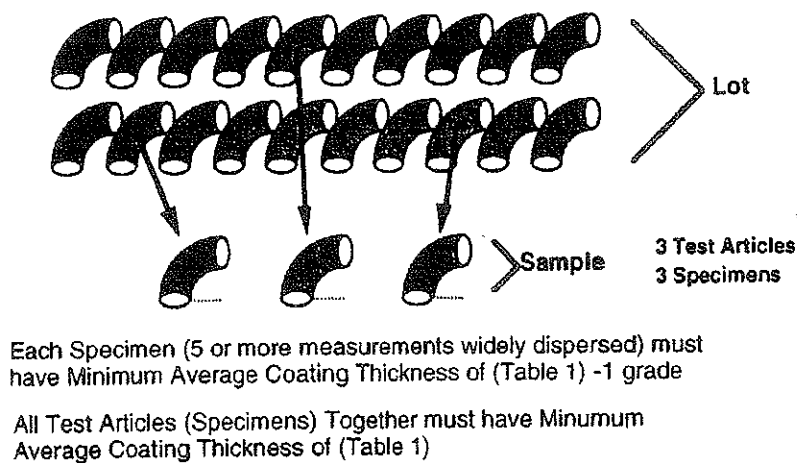 Lot
Sample
3 Test Articles
3 Specimens
Each Specimen (5 or more measurements widely dispersed) must
have Minimum Average Coating Thickness of (Table 1) -1 grade
All Test Articles (Specimens) Together must have Minumum
Average Coating Thickness of (Table 1)